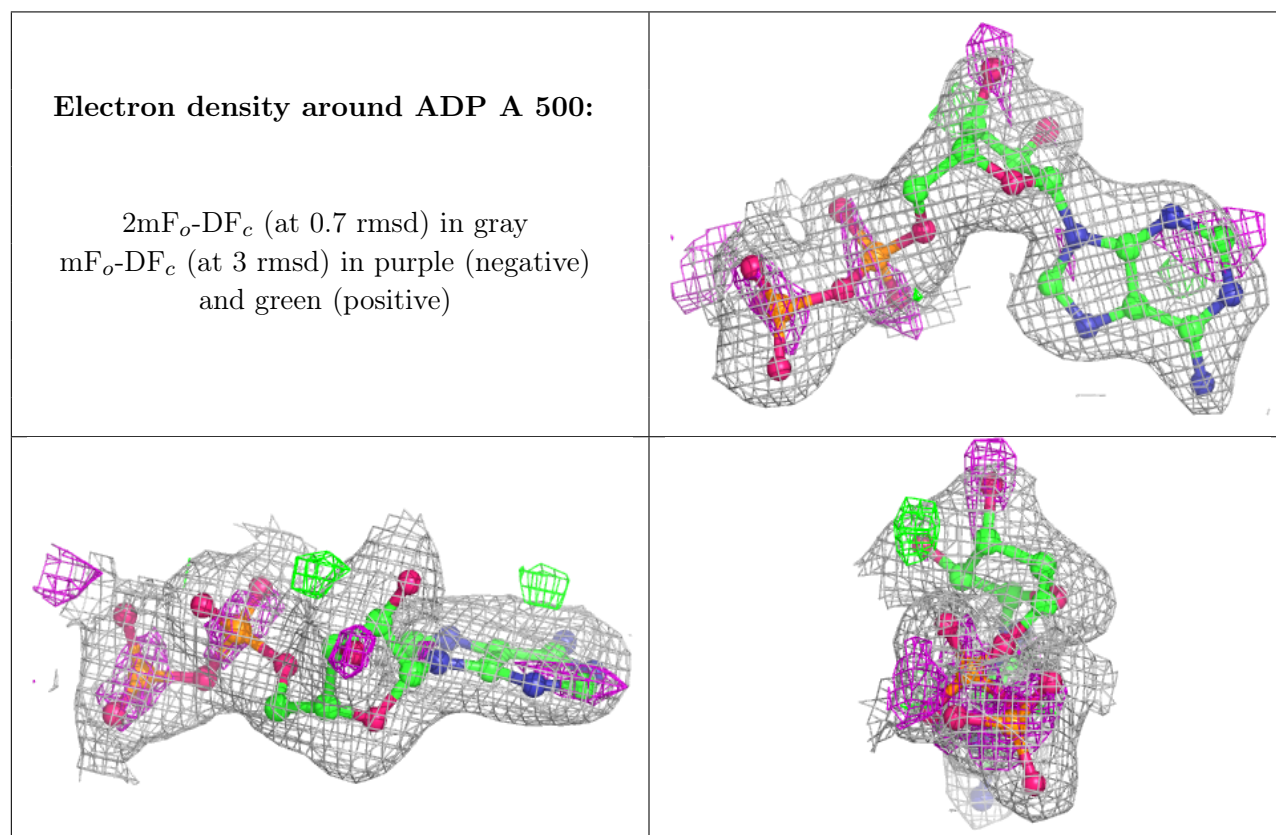 Electron density around ADP A 500:
2mFo-DFc (at 0.7 rmsd) in gray
mFo-DFc (at 3 rmsd) in purple (negative)
and green (positive)